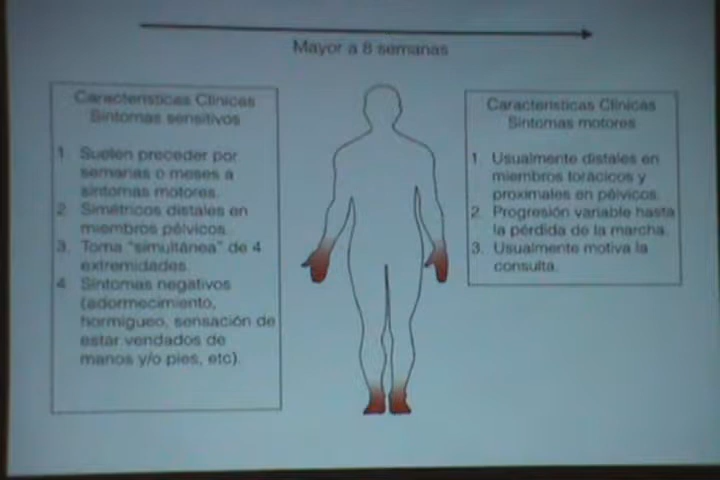 Mayor a 8 semanas
Características Clínicas
Síntomas sensitivos
1. Suelen preceder por
semanas o meses a
síntomas motores.
2. Simétricos distales en
miembros pélvicos.
3. Toma "simultánea" de 4
extremidades.
4. Síntomas negativos
(adormecimiento,
hormigueo, sensación de
estar vendados de
manos y/o pies, etc).
Características Clínicas
Síntomas motores
1. Usualmente distales en
miembros torácicos y
proximales en pélvicos.
2. Progresión variable hasta
la pérdida de la marcha.
3. Usualmente motiva la
consulta.